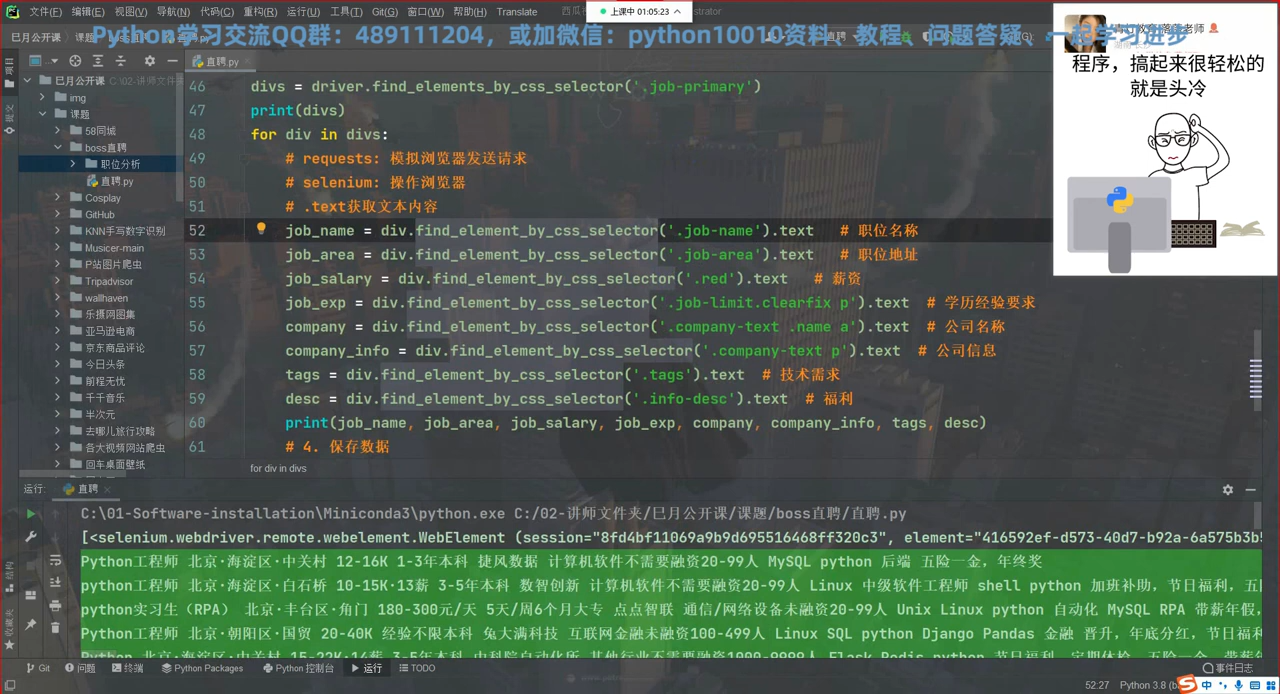 文件(F) 编辑(E) 视图(V) 导航(N) 代码(C) 重构(R) 运行(U) 工具(T) Git(G) 窗口(W) 帮助(H) Translate
上课中 01:05:23
Python学习交流QQ群：489111204，或加微信：python10010资料、教程、问题答疑、一起学习进步
程序，搞起来很轻松的
就是头冷
巳月公开课
img
课题
58同城
boss直聘
职位分析
直聘.py
Cosplay
GitHub
KNN手写数字识别
Musicer-main
P站图片爬虫
Tripadvisor
wallhaven
乐摄网图集
亚马逊电商
京东商品评论
今日头条
前程无忧
千千音乐
半次元
去哪儿旅行攻略
各大视频网站爬虫
回车桌面壁纸
直聘.py
46 divs = driver.find_elements_by_css_selector('.job-primary')
47 print(divs)
48 for div in divs:
49 # requests: 模拟浏览器发送请求
50 # selenium: 操作浏览器
51 # .text获取文本内容
52 job_name = div.find_element_by_css_selector('.job-name').text # 职位名称
53 job_area = div.find_element_by_css_selector('.job-area').text # 职位地址
54 job_salary = div.find_element_by_css_selector('.red').text # 薪资
55 job_exp = div.find_element_by_css_selector('.job-limit.clearfix p').text # 学历经验要求
56 company = div.find_element_by_css_selector('.company-text .name a').text # 公司名称
57 company_info = div.find_element_by_css_selector('.company-text p').text # 公司信息
58 tags = div.find_element_by_css_selector('.tags').text # 技术需求
59 desc = div.find_element_by_css_selector('.info-desc').text # 福利
60 print(job_name, job_area, job_salary, job_exp, company, company_info, tags, desc)
61 # 4. 保存数据
for div in divs
运行: 直聘
C:\01-Software-installation\Miniconda3\python.exe C:/02-讲师文件夹/巳月公开课/课题/boss直聘/直聘.py
[<selenium.webdriver.remote.webelement.WebElement (session="8fd4bf11069a9b9d695516468ff320c3", element="416592ef-d573-40d7-b92a-6a575b3b5
Python工程师 北京·海淀区·中关村 12-16K 1-3年本科 捷风数据 计算机软件不需要融资20-99人 MySQL python 后端 五险一金，年终奖
python工程师 北京·海淀区·白石桥 10-15K·13薪 3-5年本科 数智创新 计算机软件不需要融资20-99人 Linux 中级软件工程师 shell python 加班补助，节日福利，五
python实习生（RPA） 北京·丰台区·角门 180-300元/天 5天/周6个月大专 点点智联 通信/网络设备未融资20-99人 Unix Linux python 自动化 MySQL RPA 带薪年假，
Python工程师 北京·朝阳区·国贸 20-40K 经验不限本科 兔大满科技 互联网金融未融资100-499人 Linux SQL python Django Pandas 金融 晋升，年底分红，节日福利
Git 问题 终端 Python Packages Python 控制台 运行 TODO 事件日志
52:27 Python 3.8
中